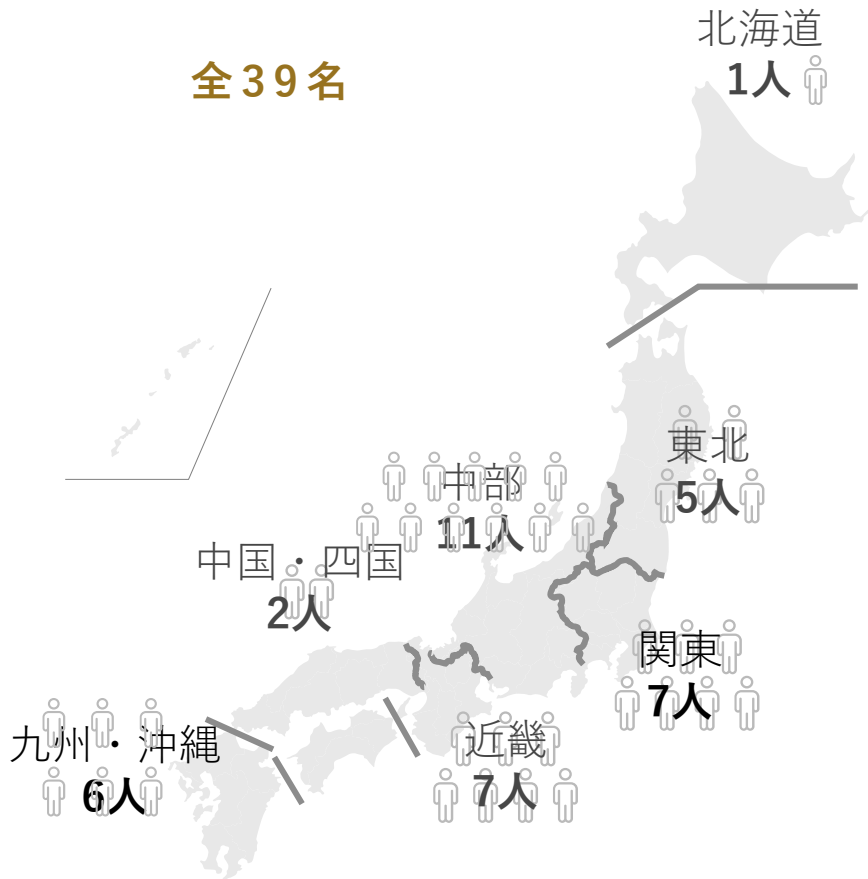 北海道
1人
全39名
東北
5人
中部
11人
中国・四国
2人
関東
7人
九州・沖縄
6人
近畿
7人